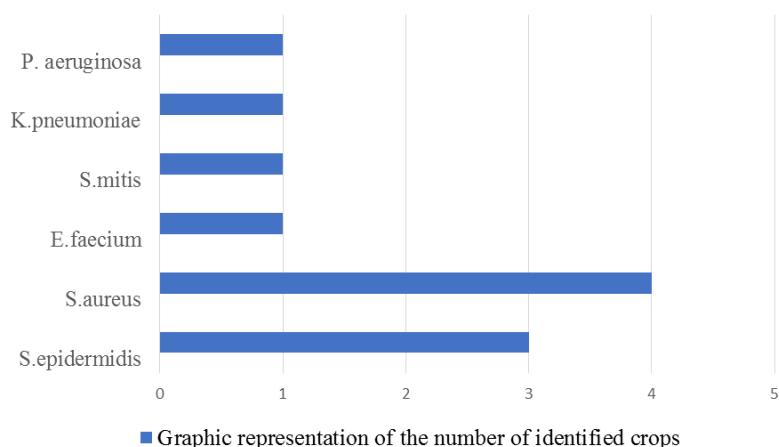 P. aeruginosa
K.pneumoniae
S.mitis
E.faecium
S.aureus
S.epidermidis
0 1 2 3 4 5
Graphic representation of the number of identified crops